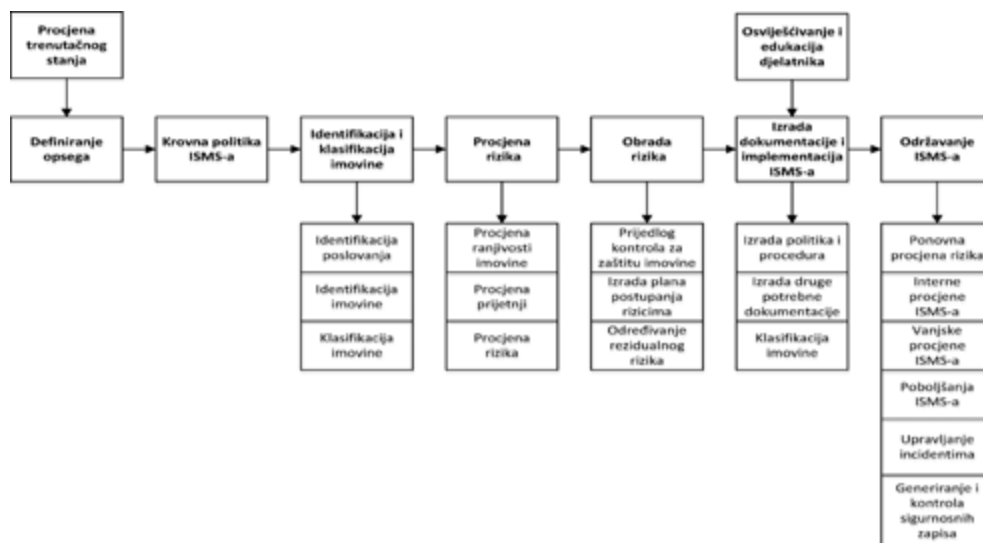 Procjena
trenutačnog
stanja
Osviješćivanje i
edukacija
djelatnika
Definiranje
opsega
Krovna politika
ISMS-a
Identifikacija i
klasifikacija
imovine
Procjena
rizika
Obrada
rizika
Izrada
dokumentacije i
implementacija
ISMS-a
Održavanje
ISMS-a
Identifikacija
poslovanja
Identifikacija
imovine
Klasifikacija
imovine
Procjena
ranjivosti
imovine
Procjena
prijetnji
Procjena
rizika
Prijedlog
kontrola za
zaštitu imovine
Izrada plana
postupanja
rizicima
Određivanje
rezidualnog
rizika
Izrada politika i
procedura
Izrada druge
potrebne
dokumentacije
Klasifikacija
imovine
Ponovna
procjena rizika
Interne
procjene
ISMS-a
Vanjske
procjene
ISMS-a
Poboljšanja
ISMS-a
Upravljanje
incidentima
Generiranje i
kontrola
sigurnosnih
zapisa